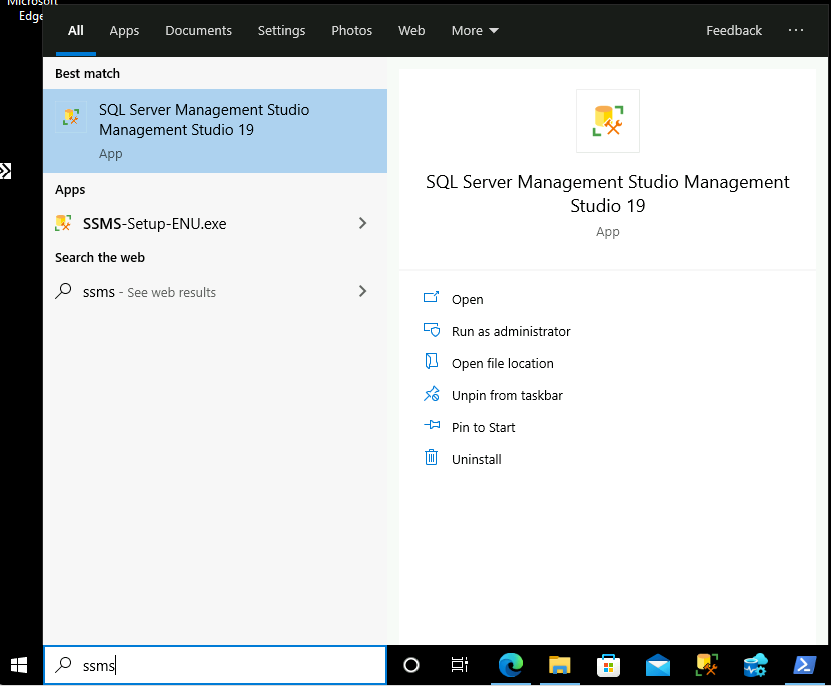 Microsoft
Edge
All
Apps
Documents
Settings
Photos
Web
More
Feedback
...
Best match
SQL Server Management Studio
Management Studio 19
App
Apps
SSMS-Setup-ENU.exe
Search the web
ssms - See web results
SQL Server Management Studio Management
Studio 19
App
Open
Run as administrator
Open file location
Unpin from taskbar
Pin to Start
Uninstall
ssms